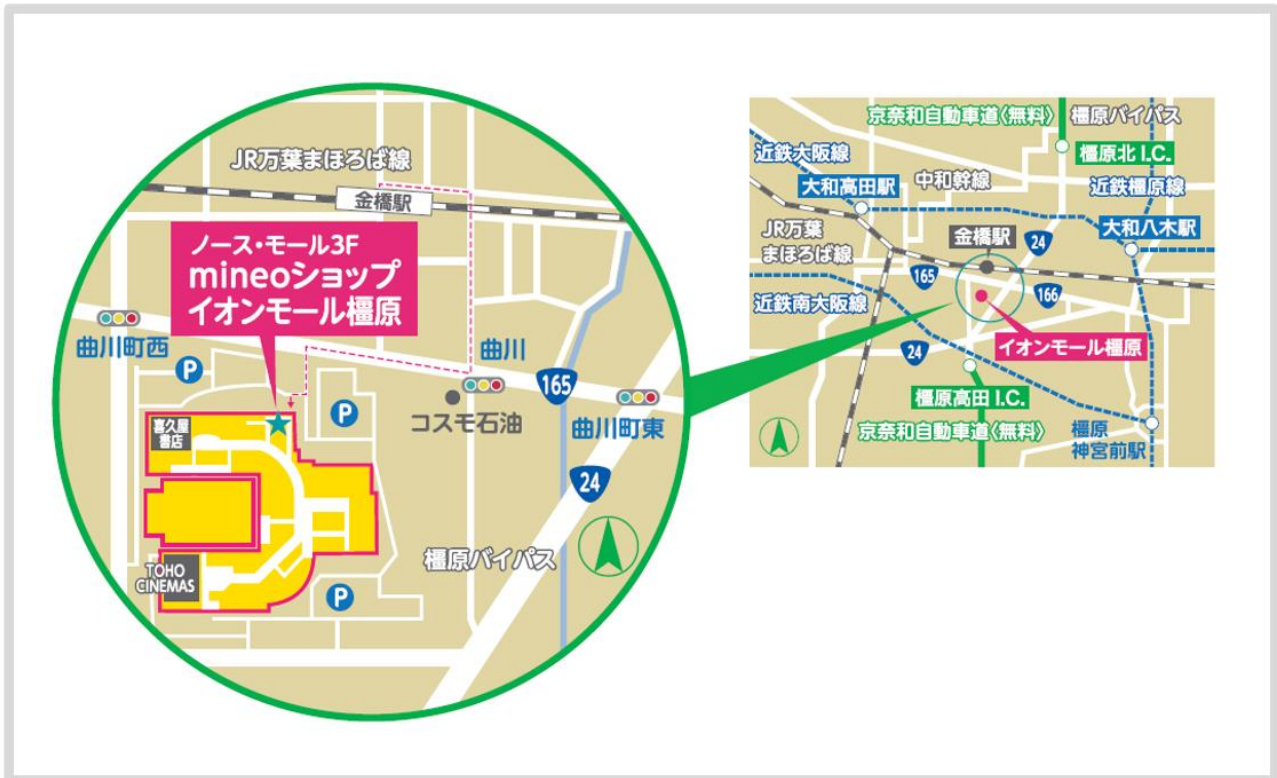 JR万葉まほろば線
金橋駅
ノース・モール3F
mineoショップ
イオンモール橿原
曲川町西
P
曲川
165
コスモ石油
曲川町東
喜久屋
書店
P
24
橿原バイパス
TOHO
CINEMAS
P
京奈和自動車道〈無料〉
橿原バイパス
近鉄大阪線
橿原北 I.C.
大和高田駅
中和幹線
近鉄橿原線
JR万葉
まほろば線
金橋駅
24
大和八木駅
165
166
近鉄南大阪線
24
イオンモール橿原
橿原高田 I.C.
京奈和自動車道〈無料〉
橿原
神宮前駅